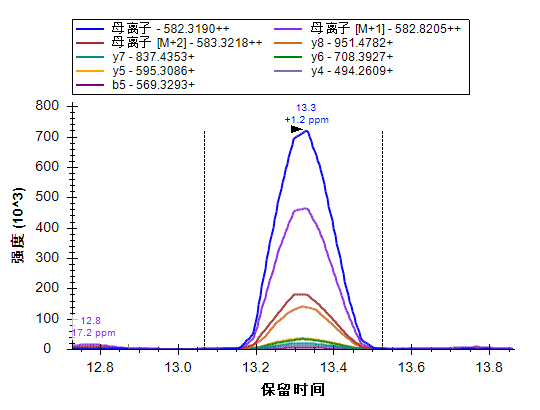 母离子 - 582.3190++ 母离子 [M+1] - 582.8205++
母离子 [M+2] - 583.3218++ y8 - 951.4782+
y7 - 837.4353+ y6 - 708.3927+
y5 - 595.3086+ y4 - 494.2609+
b5 - 569.3293+
800
700
600
500
400
300
200
100
0
强度 (10^3)
13.3
+1.2 ppm
12.8
17.2 ppm
12.8 13.0 13.2 13.4 13.6 13.8
保留时间